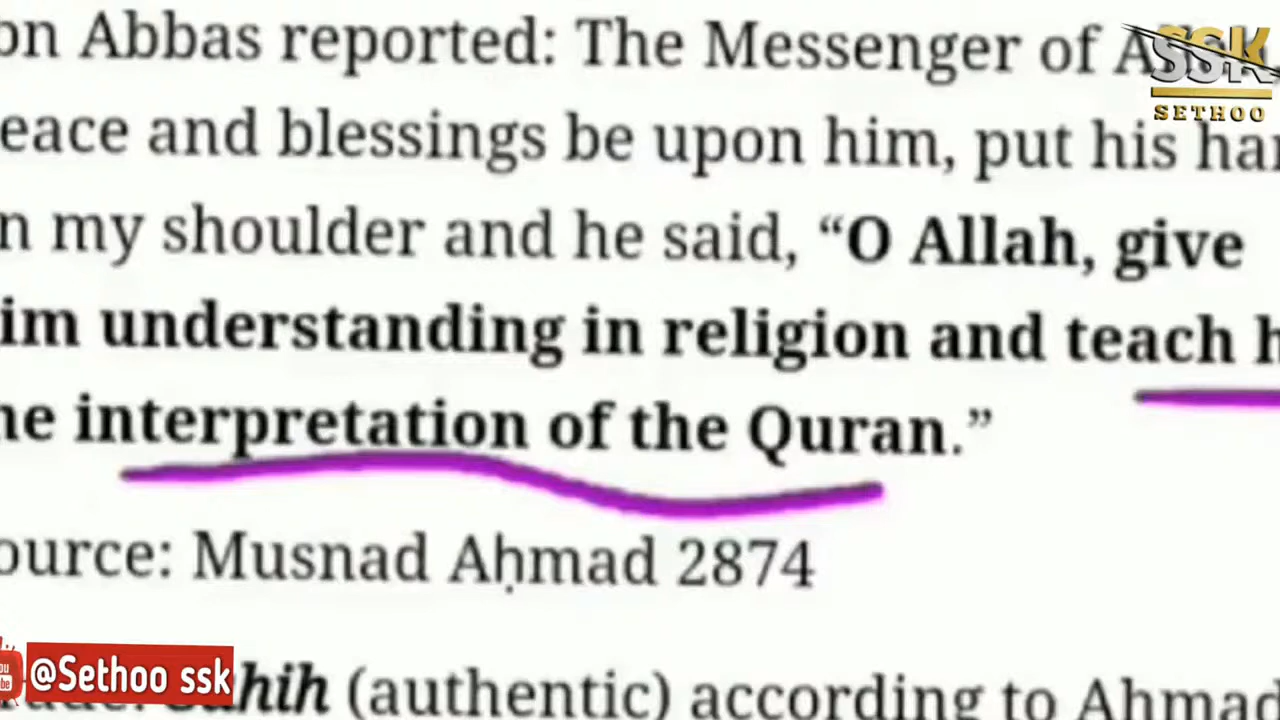 on Abbas reported: The Messenger of
SSK
SETHOO
eace and blessings be upon him, put his ha
n my shoulder and he said, “O Allah, give
im understanding in religion and teach h
he interpretation of the Quran.”
ource: Musnad Aḥmad 2874
@Sethoo ssk
hih (authentic) according to Ahmad